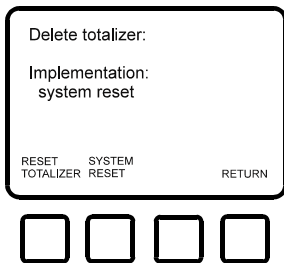 Delete totalizer:
Implementation:
system reset
RESET SYSTEM
TOTALIZER RESET RETURN